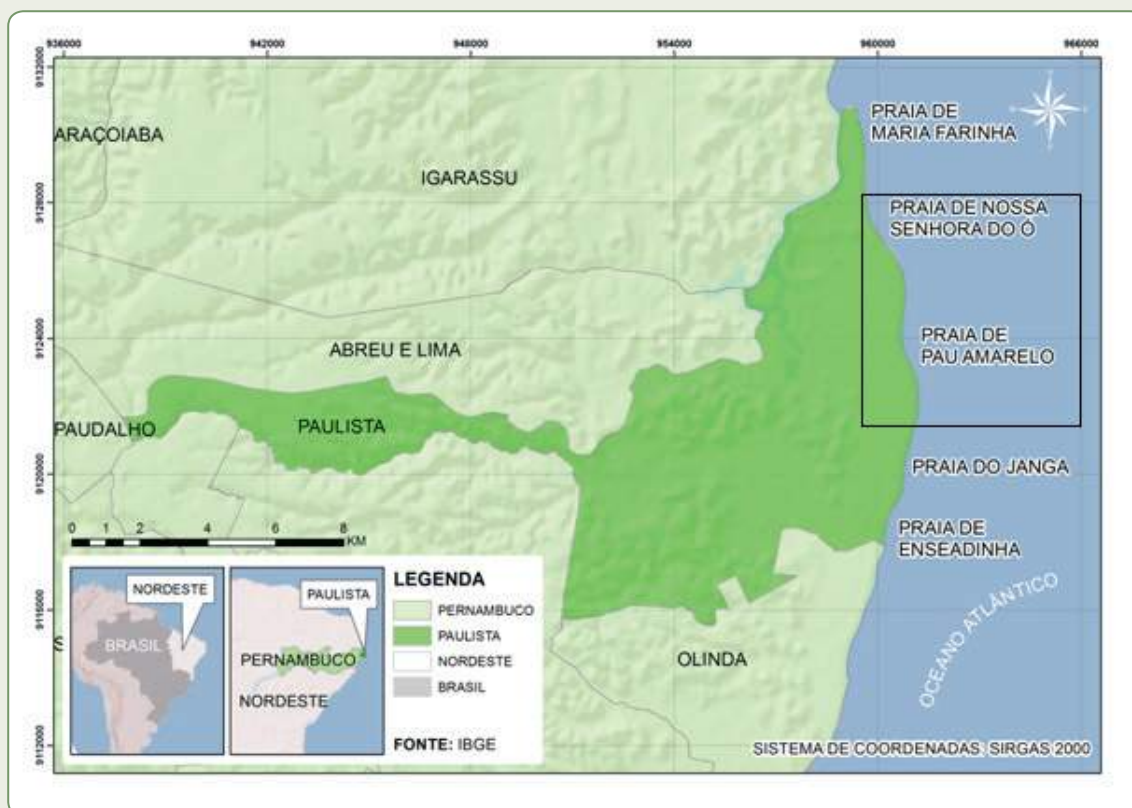 936000 942000 948000 954000 960000 966000
9132000
9128000
9124000
9120000
9116000
9112000
ARAÇOIABA
IGARASSU
PRAIA DE
MARIA FARINHA
PRAIA DE NOSSA
SENHORA DO Ó
ABREU E LIMA
PRAIA DE
PAU AMARELO
PAUDALHO
PAULISTA
PRAIA DO JANGA
PRAIA DE
ENSEADINHA
0 1 2 4 6 8
KM
OCEANO ATLÂNTICO
OLINDA
S
NORDESTE
BRASIL
PAULISTA
PERNAMBUCO
NORDESTE
LEGENDA
PERNAMBUCO
PAULISTA
NORDESTE
BRASIL
FONTE: IBGE
SISTEMA DE COORDENADAS: SIRGAS 2000